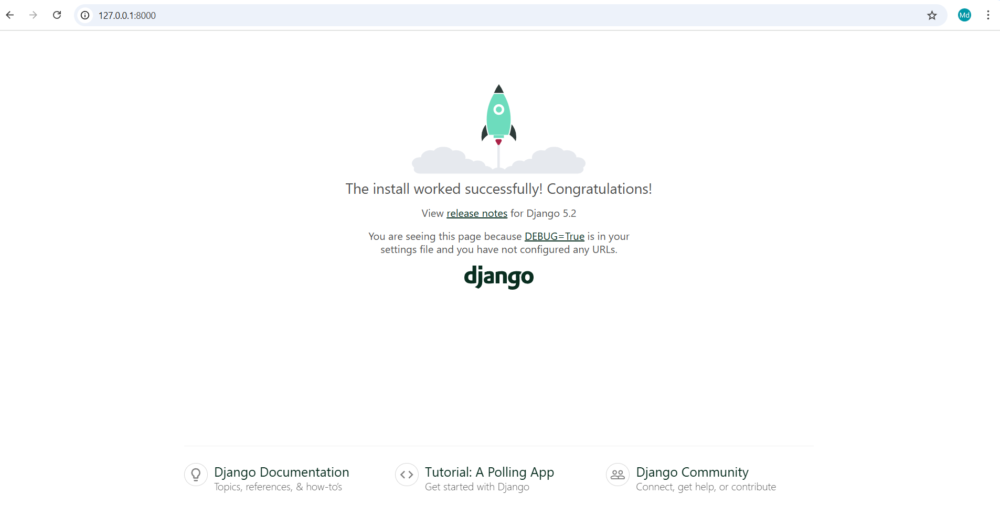 127.0.0.1:8000
Md
The install worked successfully! Congratulations!
View release notes for Django 5.2
You are seeing this page because DEBUG=True is in your
settings file and you have not configured any URLs.
django
Django Documentation
Topics, references, & how-to’s
Tutorial: A Polling App
Get started with Django
Django Community
Connect, get help, or contribute